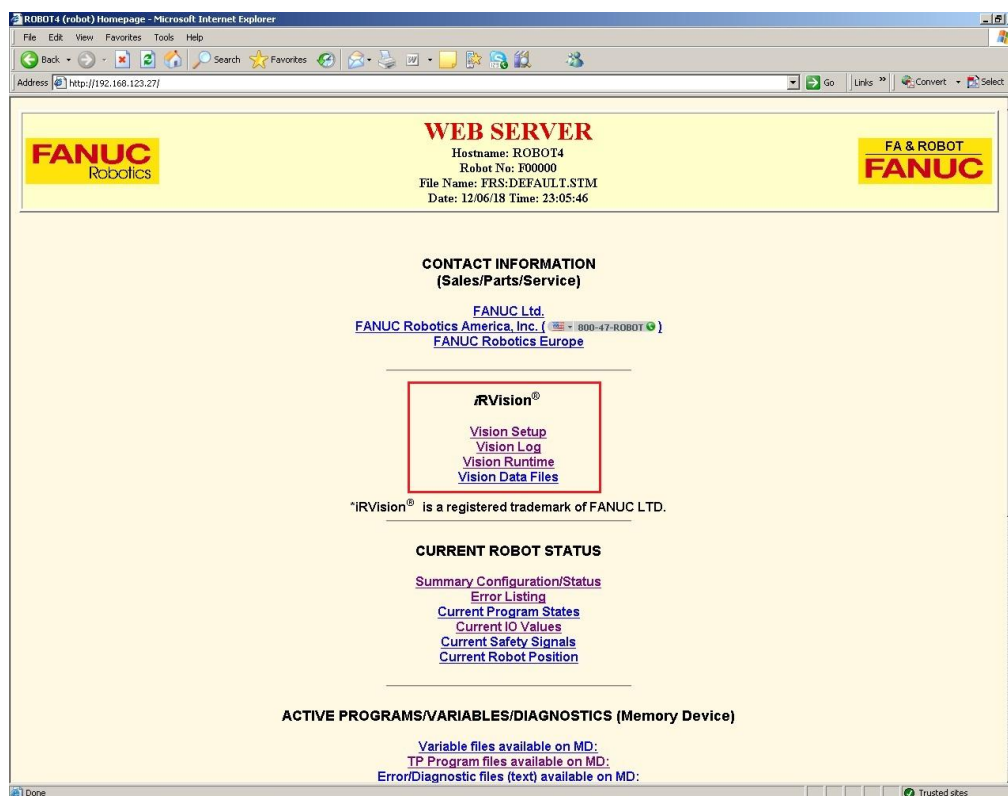 ROBOT4 (robot) Homepage - Microsoft Internet Explorer
File Edit View Favorites Tools Help
Back Search Favorites
Address http://192.168.123.27/ Go Links » Convert Select
FANUC
Robotics
WEB SERVER
Hostname: ROBOT4
Robot No: F00000
File Name: FRS:DEFAULT.STM
Date: 12/06/18 Time: 23:05:46
FA & ROBOT
FANUC
CONTACT INFORMATION
(Sales/Parts/Service)
FANUC Ltd.
FANUC Robotics America, Inc. ( 800-47-ROBOT )
FANUC Robotics Europe
iRVision®
Vision Setup
Vision Log
Vision Runtime
Vision Data Files
*iRVision® is a registered trademark of FANUC LTD.
CURRENT ROBOT STATUS
Summary Configuration/Status
Error Listing
Current Program States
Current IO Values
Current Safety Signals
Current Robot Position
ACTIVE PROGRAMS/VARIABLES/DIAGNOSTICS (Memory Device)
Variable files available on MD:
TP Program files available on MD:
Error/Diagnostic files (text) available on MD:
Done Trusted sites